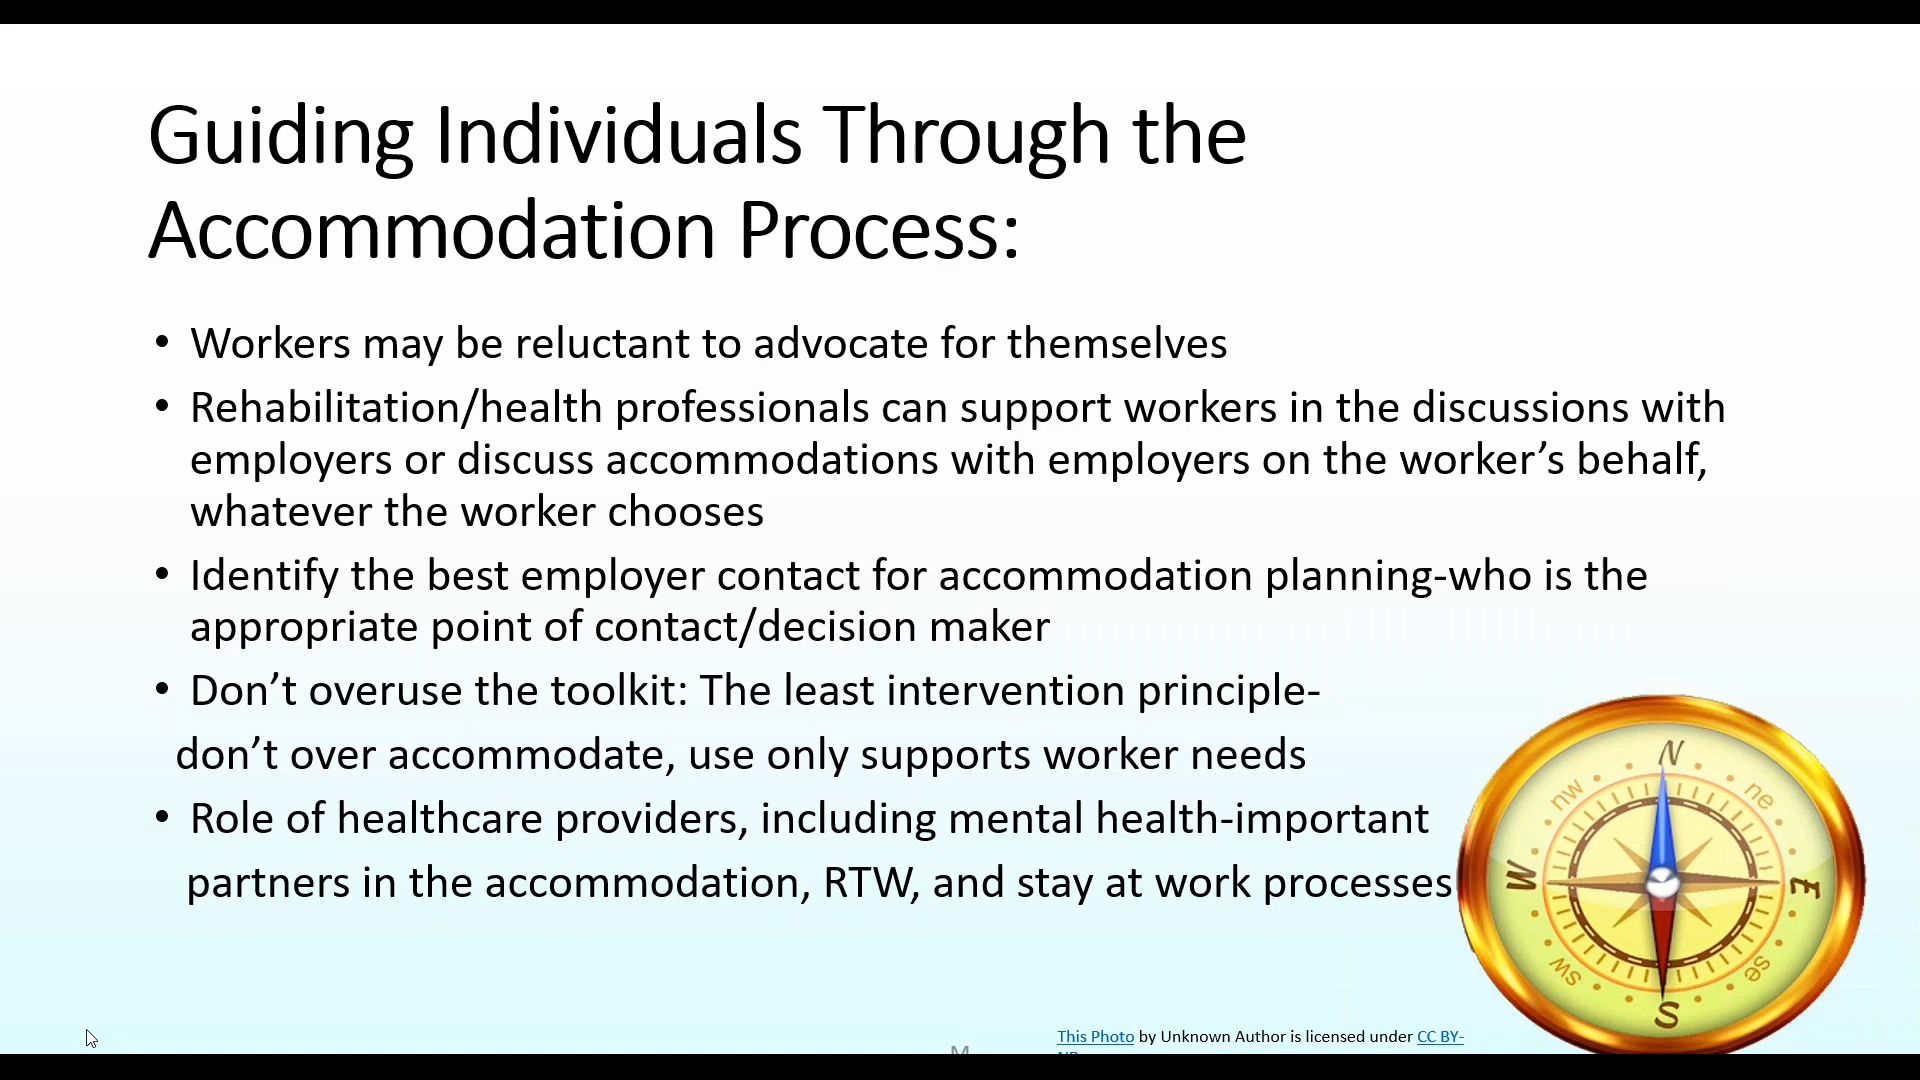 Guiding Individuals Through the
Accommodation Process:
• Workers may be reluctant to advocate for themselves
• Rehabilitation/health professionals can support workers in the discussions with
employers or discuss accommodations with employers on the worker’s behalf,
whatever the worker chooses
• Identify the best employer contact for accommodation planning-who is the
appropriate point of contact/decision maker
• Don’t overuse the toolkit: The least intervention principle-
don’t over accommodate, use only supports worker needs
• Role of healthcare providers, including mental health-important
partners in the accommodation, RTW, and stay at work processes
N
nw
ne
W
E
sw
se
S
This Photo by Unknown Author is licensed under CC BY-